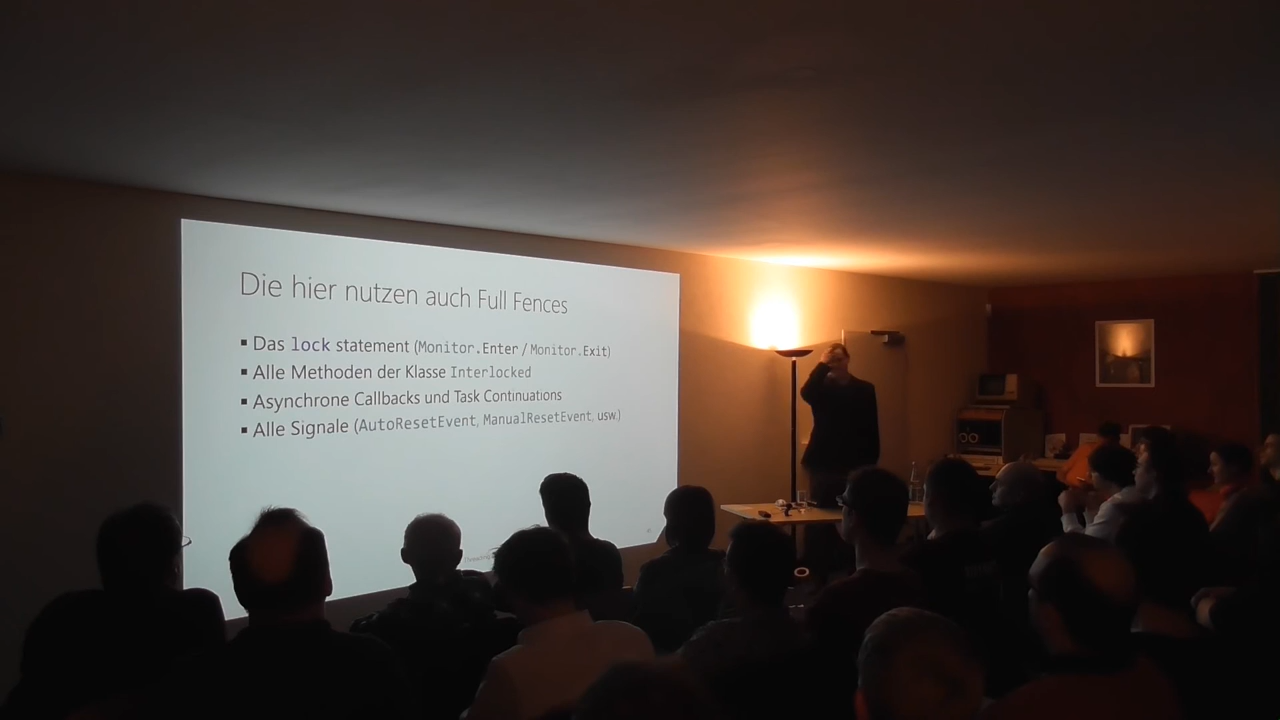 Die hier nutzen auch Full Fences
▪ Das lock statement (Monitor.Enter / Monitor.Exit)
▪ Alle Methoden der Klasse Interlocked
▪ Asynchrone Callbacks und Task Continuations
▪ Alle Signale (AutoResetEvent, ManualResetEvent, usw.)